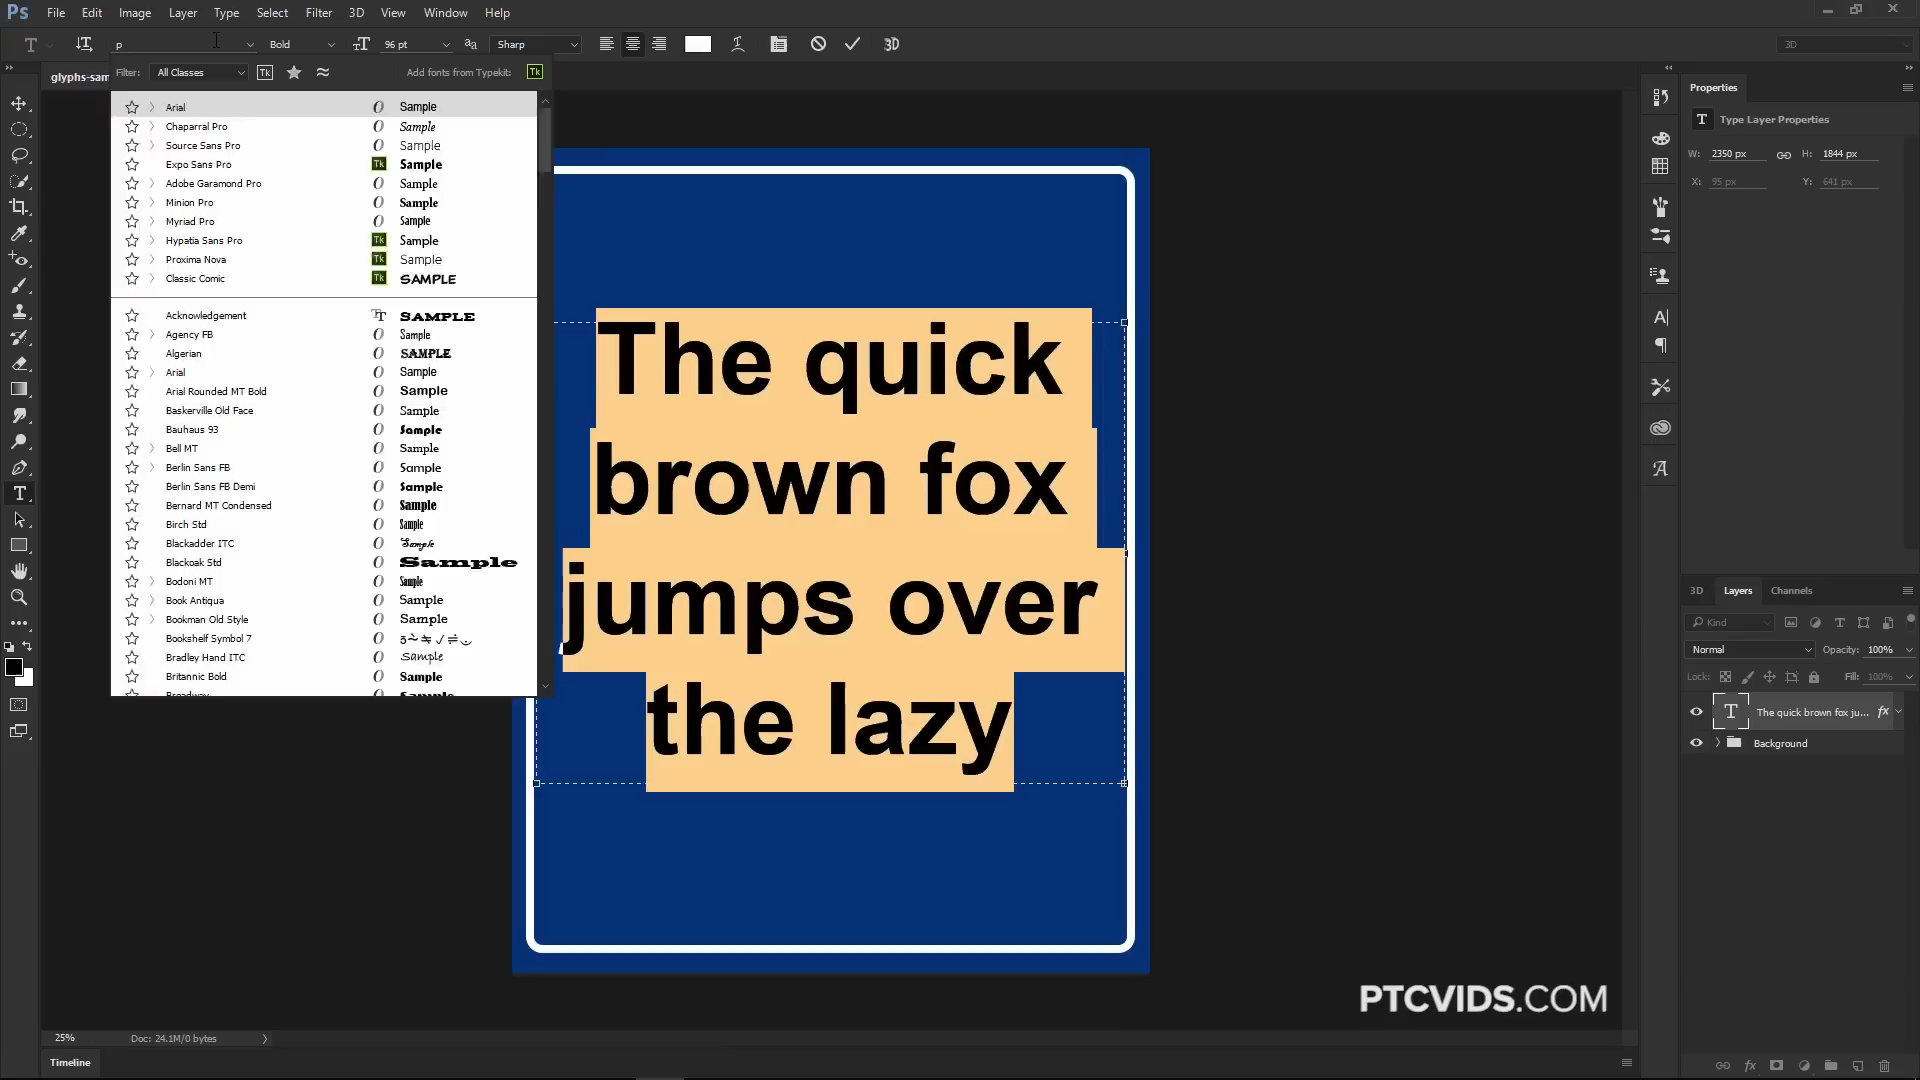 Ps File Edit Image Layer Type Select Filter 3D View Window Help
p Bold 96 pt Sharp 3D 3D
Filter: All Classes Tk Add fonts from Typekit: Tk
glyphs-sam
Arial Sample
Chaparral Pro Sample
Source Sans Pro Sample
Expo Sans Pro Tk Sample
Adobe Garamond Pro Sample
Minion Pro Sample
Myriad Pro Sample
Hypatia Sans Pro Tk Sample
Proxima Nova Tk Sample
Classic Comic Tk SAMPLE
Acknowledgement SAMPLE
Agency FB Sample
Algerian SAMPLE
Arial Sample
Arial Rounded MT Bold Sample
Baskerville Old Face Sample
Bauhaus 93 Sample
Bell MT Sample
Berlin Sans FB Sample
Berlin Sans FB Demi Sample
Bernard MT Condensed Sample
Birch Std Sample
Blackadder ITC Sample
Blackoak Std Sample
Bodoni MT Sample
Book Antiqua Sample
Bookman Old Style Sample
Bookshelf Symbol 7
Bradley Hand ITC Sample
Britannic Bold Sample
Broadway Sample
The quick
brown fox
jumps over
the lazy
Properties
Type Layer Properties
W: 2350 px H: 1844 px
X: 95 px Y: 641 px
3D Layers Channels
Kind
Normal Opacity: 100%
Lock: Fill: 100%
The quick brown fox ju... fx
Background
PTCVIDS.COM
25% Doc: 24.1M/0 bytes
Timeline